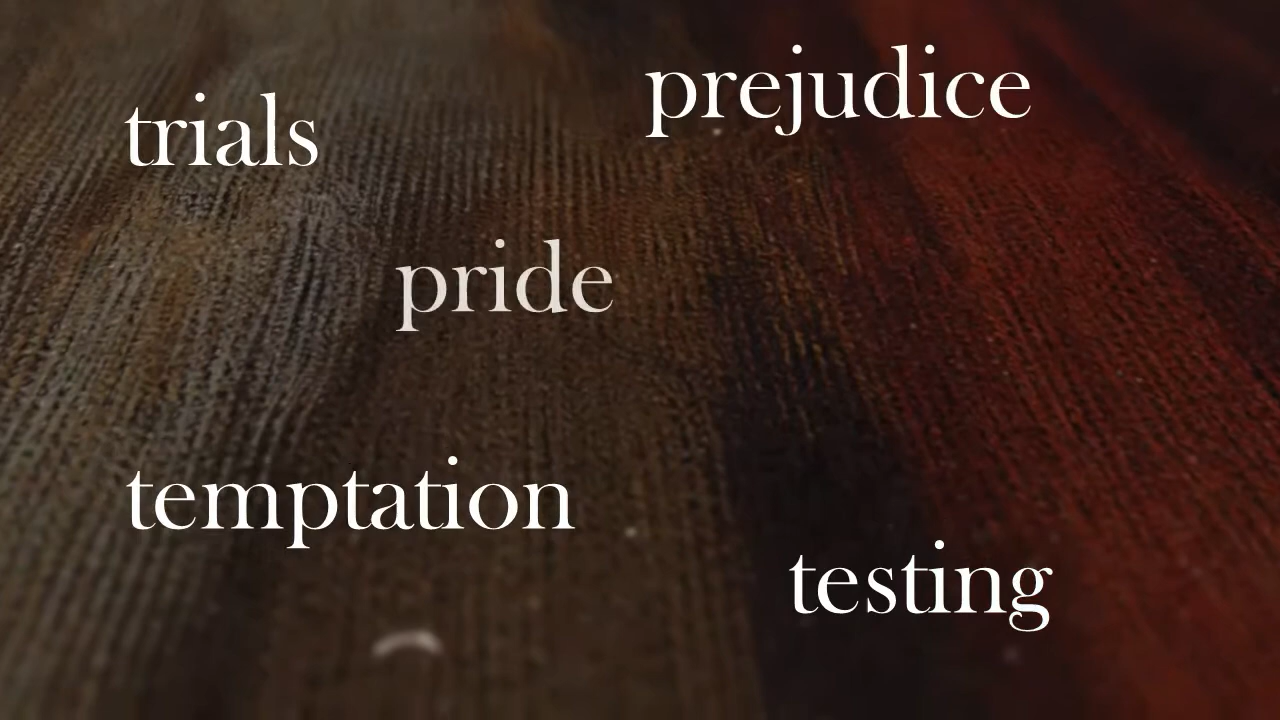 prejudice
trials
pride
temptation
testing